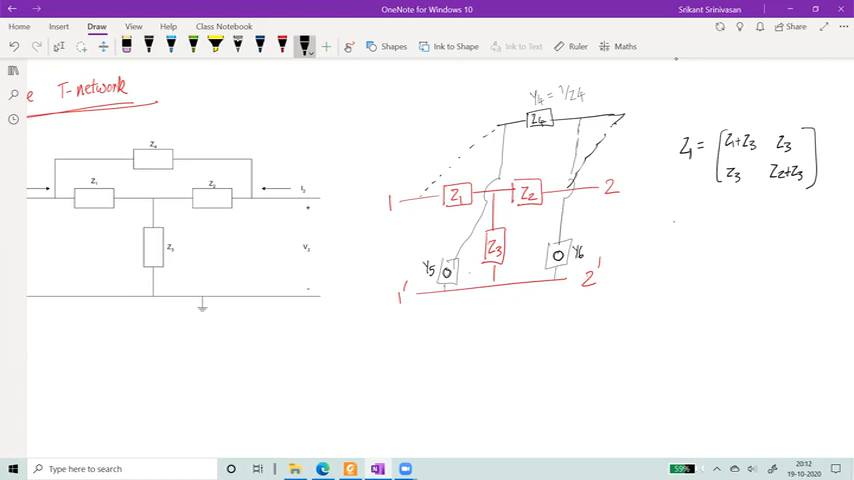 OneNote for Windows 10
Srikant Srinivasan
Home Insert Draw View Help Class Notebook
Share
Shapes Ink to Shape Ink to Text Ruler Maths
e T-network
Y4 = 1/Z4
Z4
Z4
Z1 = [Z1+Z3 Z3
Z3 Z2+Z3]
Z1 Z2 I2
1 Z1 Z2 2
+
Z3 V2
Z3
Y5 0 0 Y6
-
1' 2'
Type here to search
59%
20:12
19-10-2020